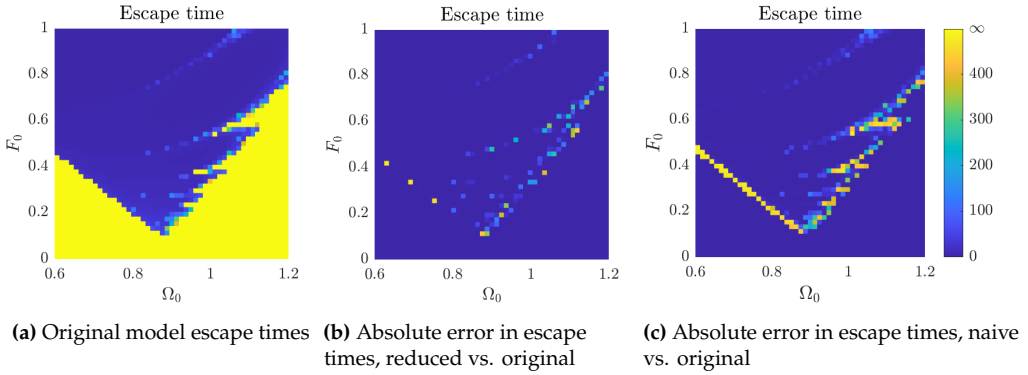 Escape time
Escape time
Escape time
1
0.8
0.6
0.4
0.2
0
F₀
0.6
0.8
1
1.2
Ω₀
1
0.8
0.6
0.4
0.2
0
F₀
0.6
0.8
1
1.2
Ω₀
1
0.8
0.6
0.4
0.2
0
F₀
0.6
0.8
1
1.2
Ω₀
∞
400
300
200
100
0
(a) Original model escape times
(b) Absolute error in escape
times, reduced vs. original
(c) Absolute error in escape times, naive
vs. original